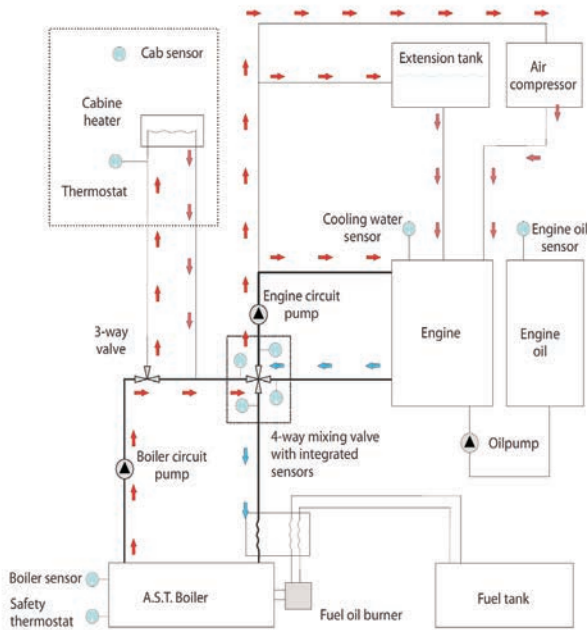 Cab sensor
Extension tank
Air
compressor
Cabine
heater
Thermostat
Cooling water
sensor
Engine oil
sensor
Engine circuit
pump
3-way
valve
Engine
Engine
oil
4-way mixing valve
with integrated
sensors
Oilpump
Boiler circuit
pump
Boiler sensor
A.S.T. Boiler
Safety
thermostat
Fuel oil burner
Fuel tank